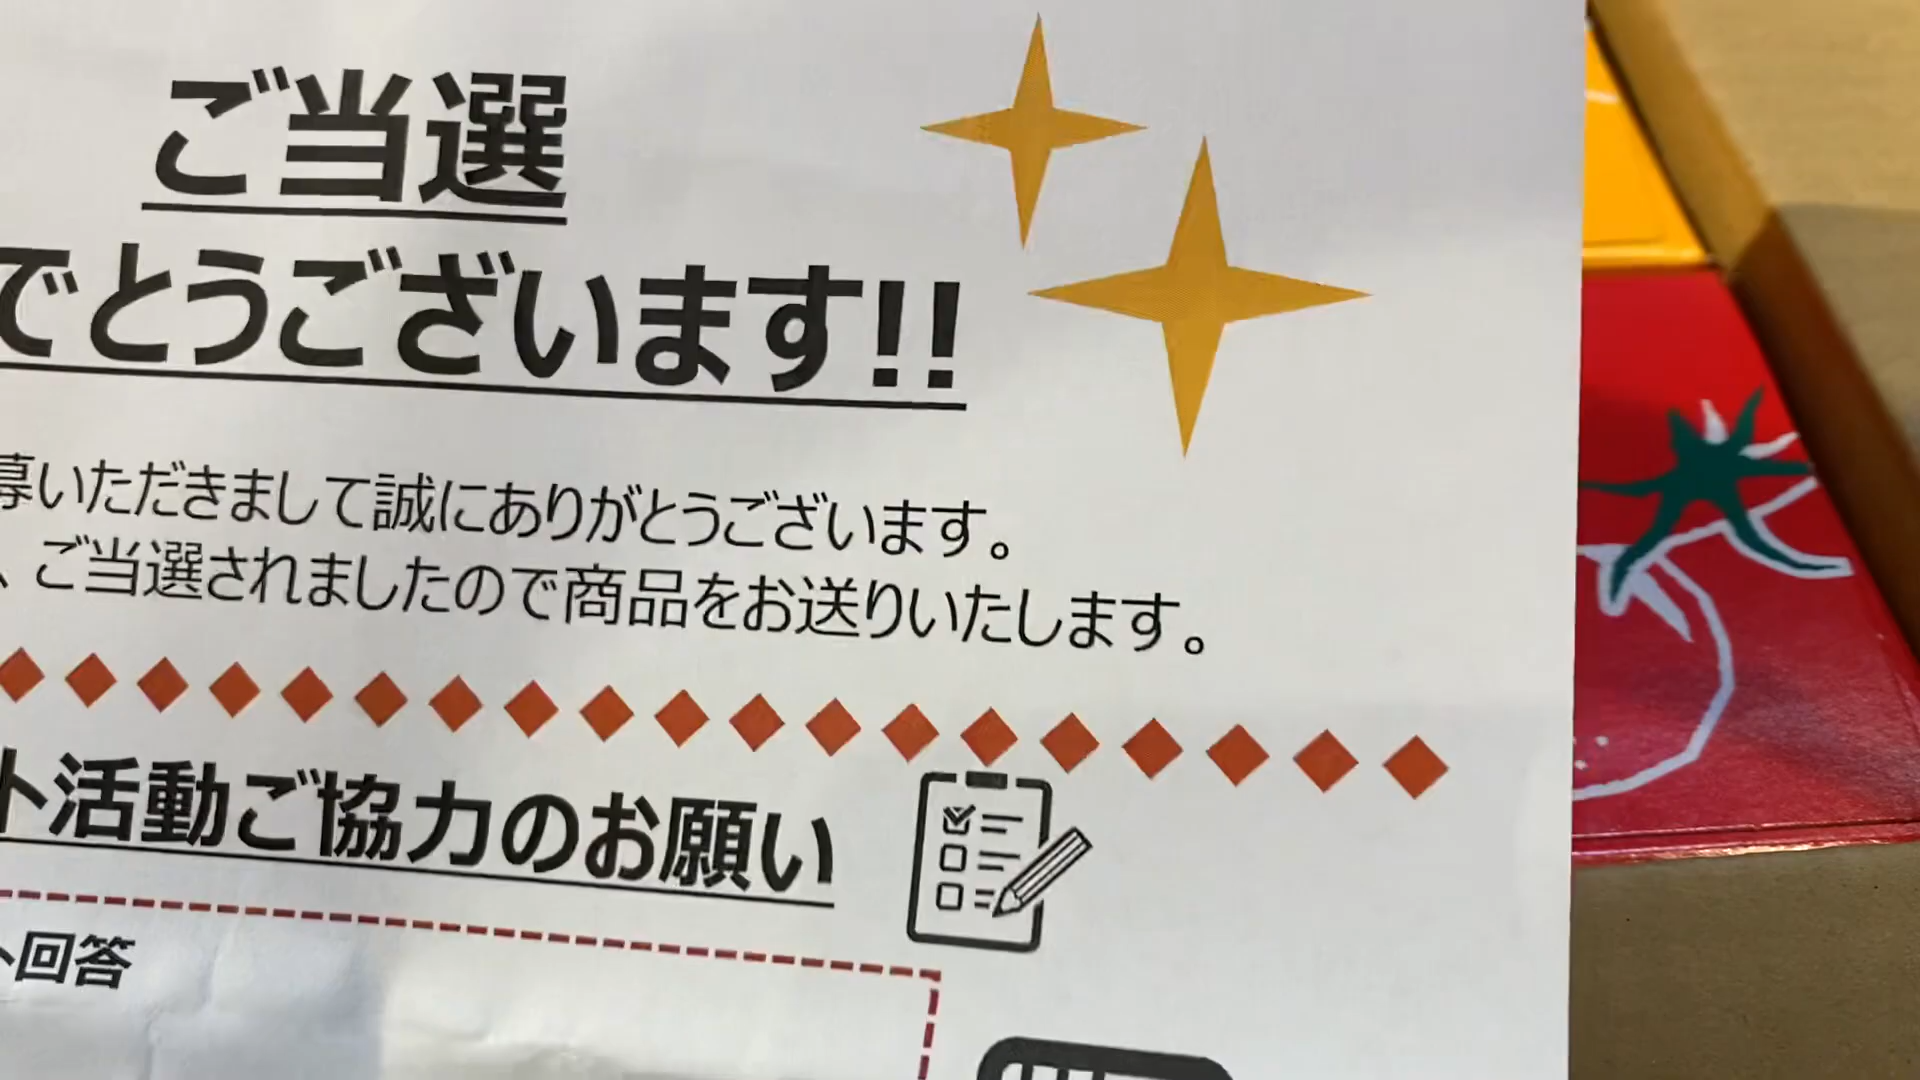 ご当選
でとうございます!!
募いただきまして誠にありがとうございます。
、ご当選されましたので商品をお送りいたします。
ト活動ご協力のお願い
ト回答